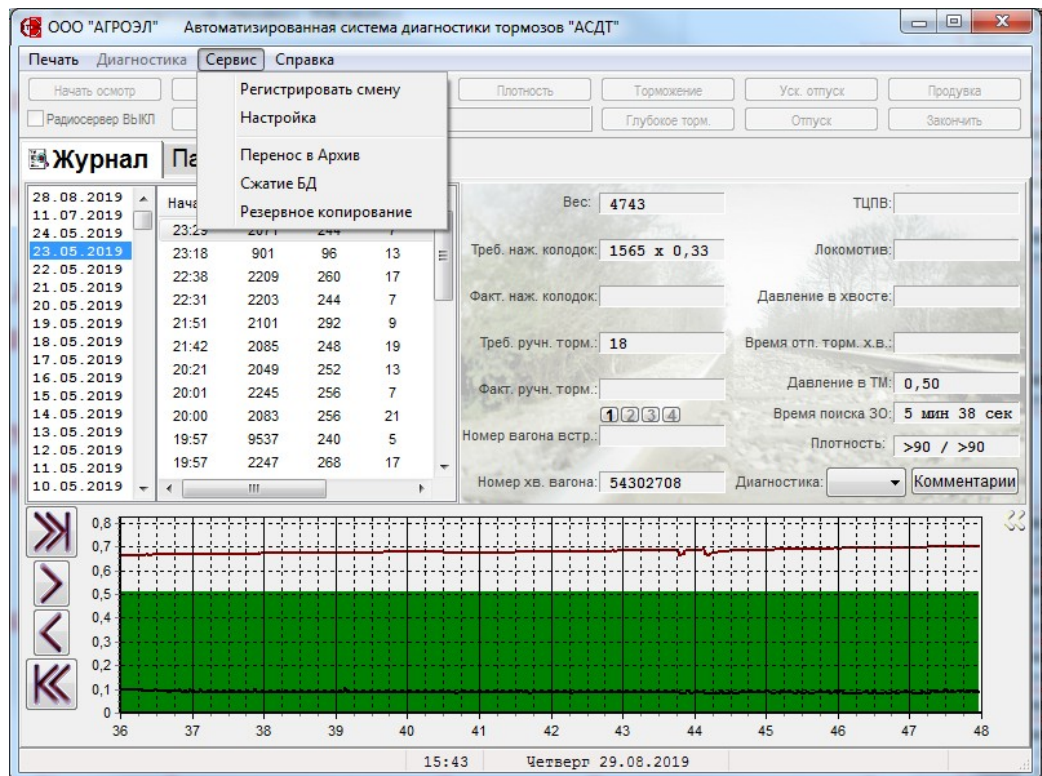 ООО "АГРОЭЛ" Автоматизированная система диагностики тормозов "АСДТ"
Печать Диагностика Сервис Справка
Начать осмотр Плотность Торможение Уск. отпуск Продувка
Радиосервер ВЫКЛ Глубокое торм. Отпуск Закончить
Регистрировать смену
Настройка
Перенос в Архив
Сжатие БД
Резервное копирование
Журнал Па
28.08.2019
11.07.2019
24.05.2019
23.05.2019
22.05.2019
21.05.2019
20.05.2019
19.05.2019
18.05.2019
17.05.2019
16.05.2019
15.05.2019
14.05.2019
13.05.2019
12.05.2019
11.05.2019
10.05.2019
Нача
23:29 2071 244 7
23:18 901 96 13
22:38 2209 260 17
22:31 2203 244 7
21:51 2101 292 9
21:42 2085 248 19
20:21 2049 252 13
20:01 2245 256 7
20:00 2083 256 21
19:57 9537 240 5
19:57 2247 268 17
Вес: 4743 ТЦПВ:
Треб. наж. колодок: 1565 x 0,33 Локомотив:
Факт. наж. колодок: Давление в хвосте:
Треб. ручн. торм.: 18 Время отп. торм. х.в.:
Факт. ручн. торм.: Давление в ТМ: 0,50
1 2 3 4 Время поиска ЗО: 5 мин 38 сек
Номер вагона встр.: Плотность: >90 / >90
Номер хв. вагона: 54302708 Диагностика: Комментарии
0,8
0,7
0,6
0,5
0,4
0,3
0,2
0,1
0
36 37 38 39 40 41 42 43 44 45 46 47 48
15:43 Четверг 29.08.2019